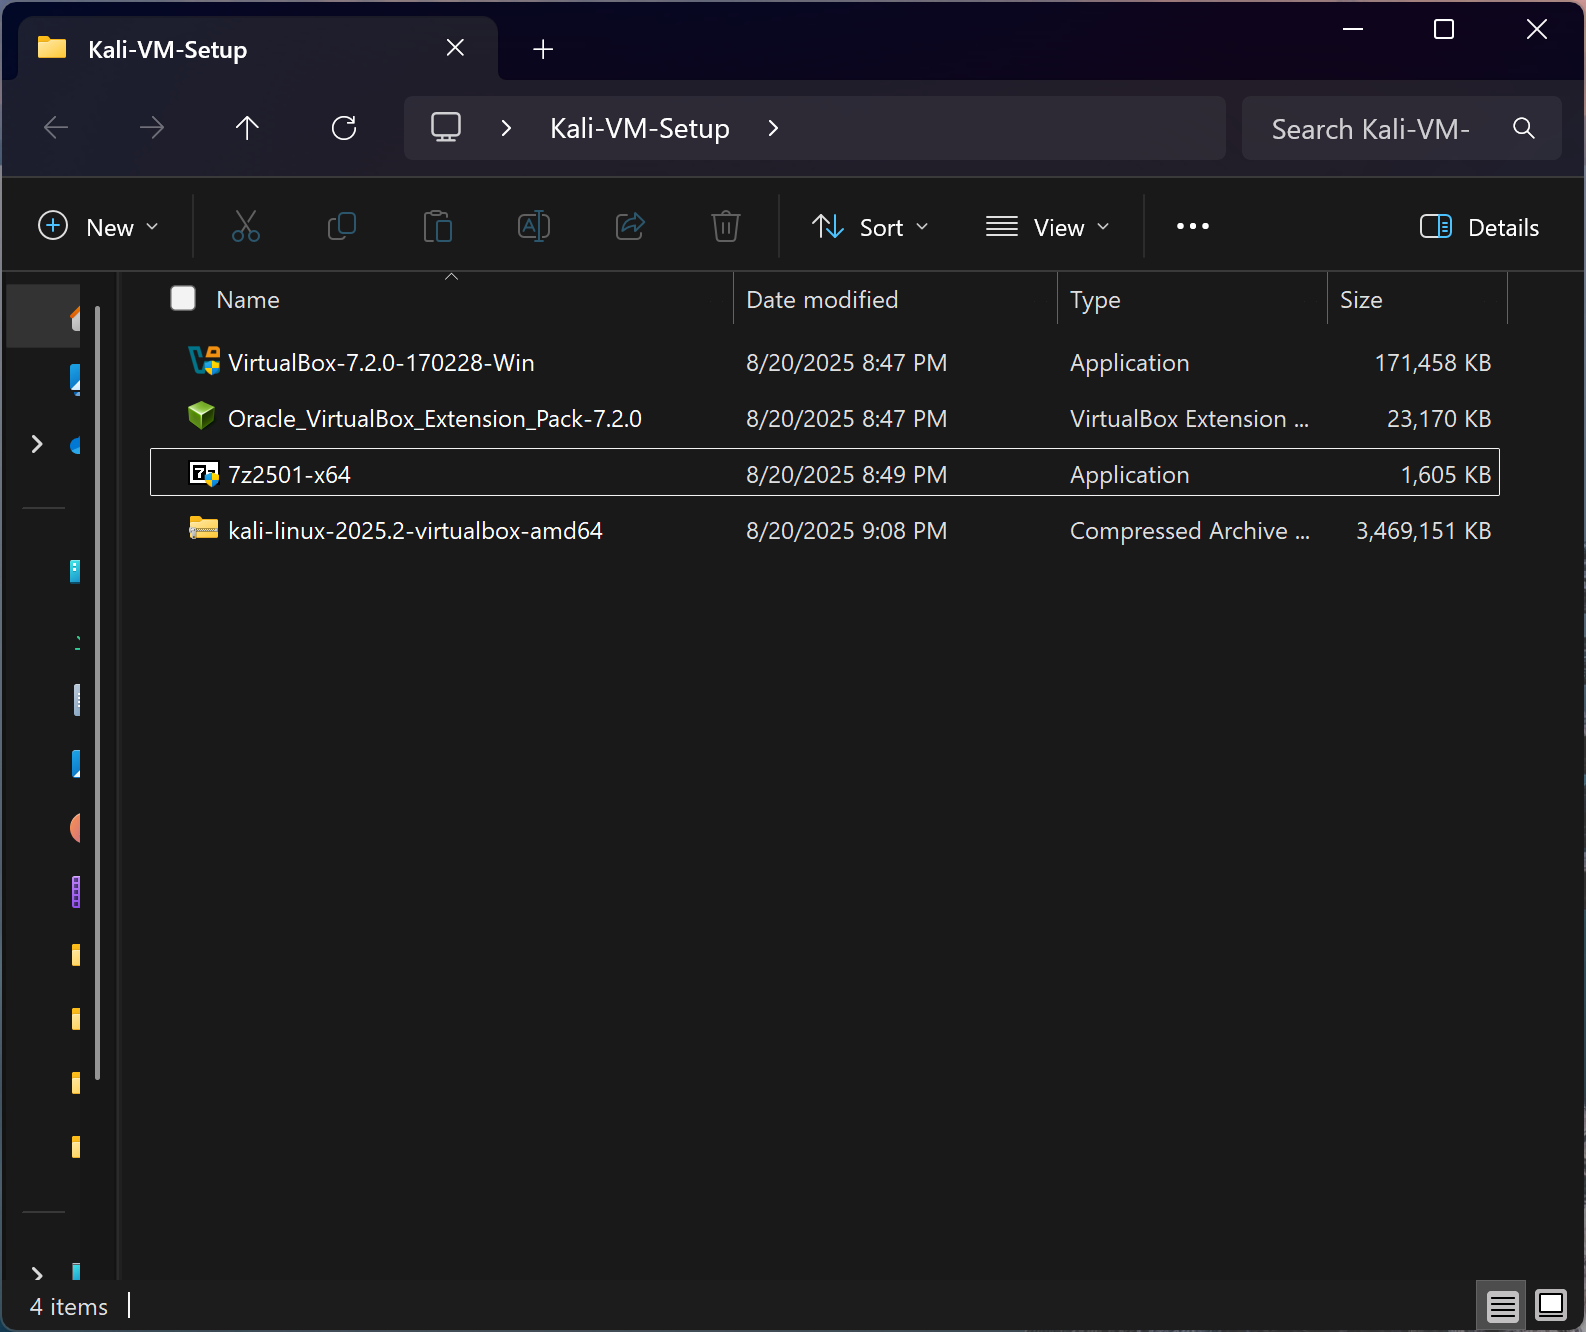 Kali-VM-Setup
Kali-VM-Setup
Search Kali-VM-
New
Sort
View
Details
Name Date modified Type Size
VirtualBox-7.2.0-170228-Win 8/20/2025 8:47 PM Application 171,458 KB
Oracle_VirtualBox_Extension_Pack-7.2.0 8/20/2025 8:47 PM VirtualBox Extension ... 23,170 KB
7z2501-x64 8/20/2025 8:49 PM Application 1,605 KB
kali-linux-2025.2-virtualbox-amd64 8/20/2025 9:08 PM Compressed Archive ... 3,469,151 KB
4 items